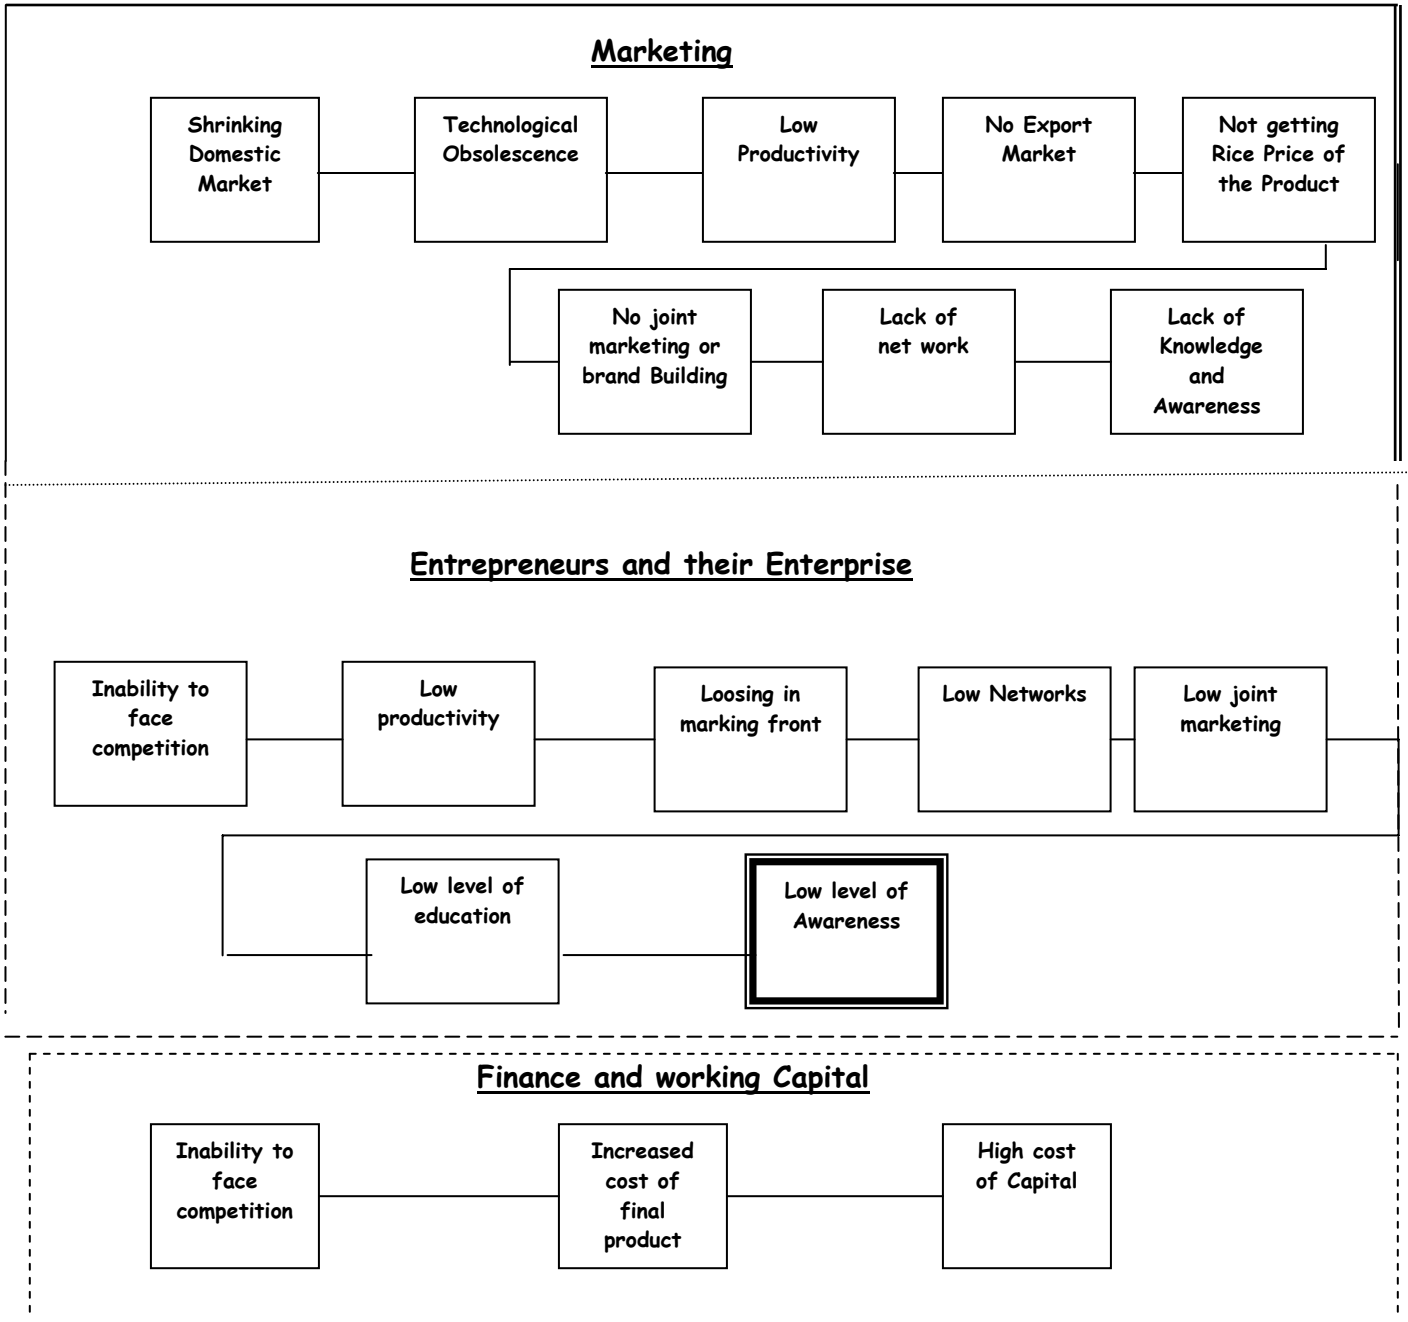 Marketing
Shrinking
Domestic
Market
Technological
Obsolescence
Low
Productivity
No Export
Market
Not getting
Rice Price of
the Product
No joint
marketing or
brand Building
Lack of
net work
Lack of
Knowledge
and
Awareness
Entrepreneurs and their Enterprise
Inability to
face
competition
Low
productivity
Loosing in
marking front
Low Networks
Low joint
marketing
Low level of
education
Low level of
Awareness
Finance and working Capital
Inability to
face
competition
Increased
cost of
final
product
High cost
of Capital